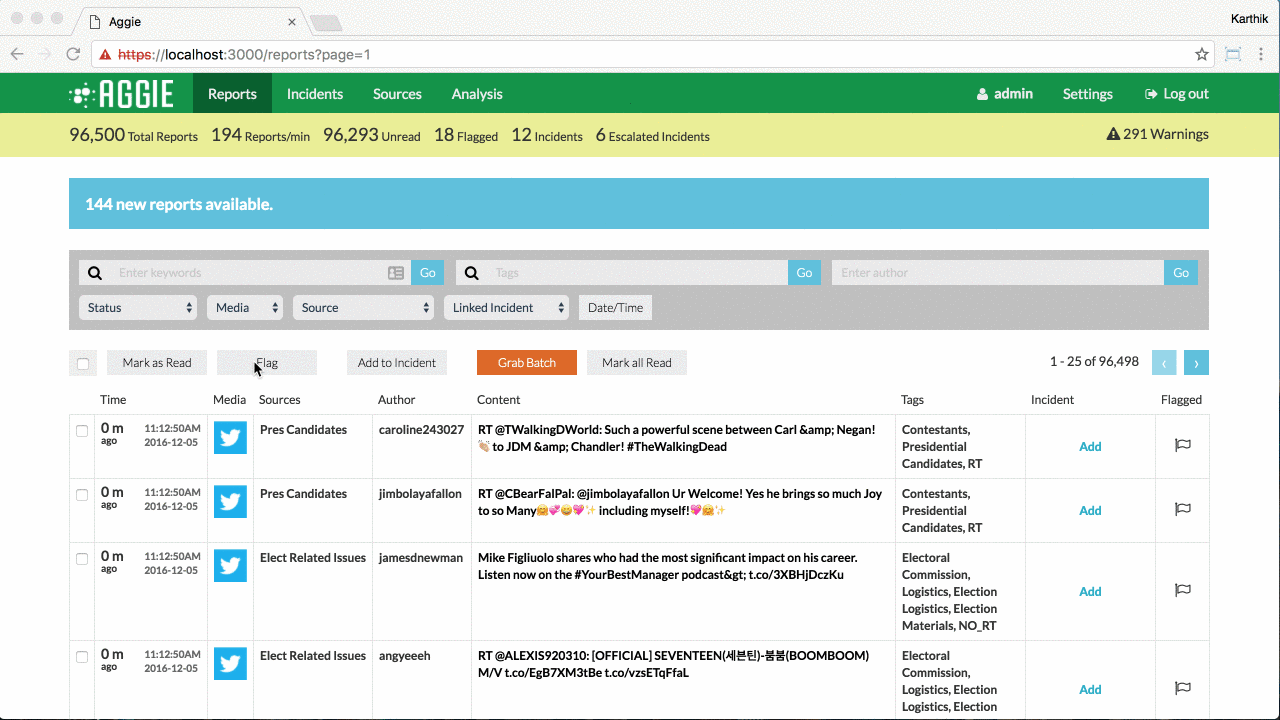 Aggie
Karthik
https://localhost:3000/reports?page=1
AGGIE Reports Incidents Sources Analysis admin Settings Log out
96,500 Total Reports 194 Reports/min 96,293 Unread 18 Flagged 12 Incidents 6 Escalated Incidents 291 Warnings
144 new reports available.
Enter keywords Go Tags Go Enter author Go
Status Media Source Linked Incident Date/Time
Mark as Read Flag Add to Incident Grab Batch Mark all Read 1 - 25 of 96,498
Time Media Sources Author Content Tags Incident Flagged
0 m
ago
11:12:50AM
2016-12-05
Pres Candidates
caroline243027
RT @TWalkingDWorld: Such a powerful scene between Carl &amp; Negan!
👏🏼 to JDM &amp; Chandler! #TheWalkingDead
Contestants,
Presidential
Candidates, RT
Add
0 m
ago
11:12:50AM
2016-12-05
Pres Candidates
jimbolayafallon
RT @CBearFalPal: @jimbolayafallon Ur Welcome! Yes he brings so much Joy
to so Many🤗💞😄💖✨ including myself!💖🤗✨
Contestants,
Presidential
Candidates, RT
Add
0 m
ago
11:12:50AM
2016-12-05
Elect Related Issues
jamesdnewman
Mike Figliuolo shares who had the most significant impact on his career.
Listen now on the #YourBestManager podcast&gt; t.co/3XBHjDczKu
Electoral
Commission,
Logistics, Election
Logistics, Election
Materials, NO_RT
Add
0 m
ago
11:12:50AM
2016-12-05
Elect Related Issues
angyeeeh
RT @ALEXIS920310: [OFFICIAL] SEVENTEEN(세븐틴)-붐붐(BOOMBOOM)
M/V t.co/EgB7XM3tBe t.co/vzsETqFfaL
Electoral
Commission,
Logistics, Election
Logistics, Election
Add